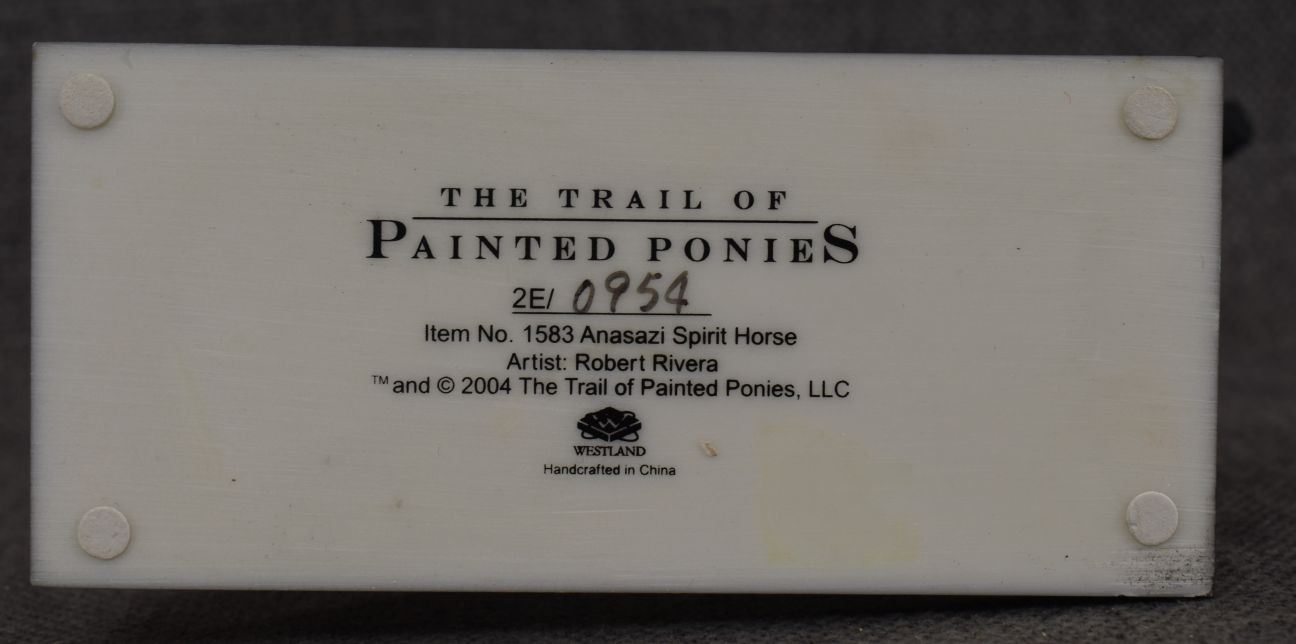 THE TRAIL OF
PAINTED PONIES
2E/ 0954
Item No. 1583 Anasazi Spirit Horse
Artist: Robert Rivera
™ and © 2004 The Trail of Painted Ponies, LLC
W
WESTLAND
Handcrafted in China